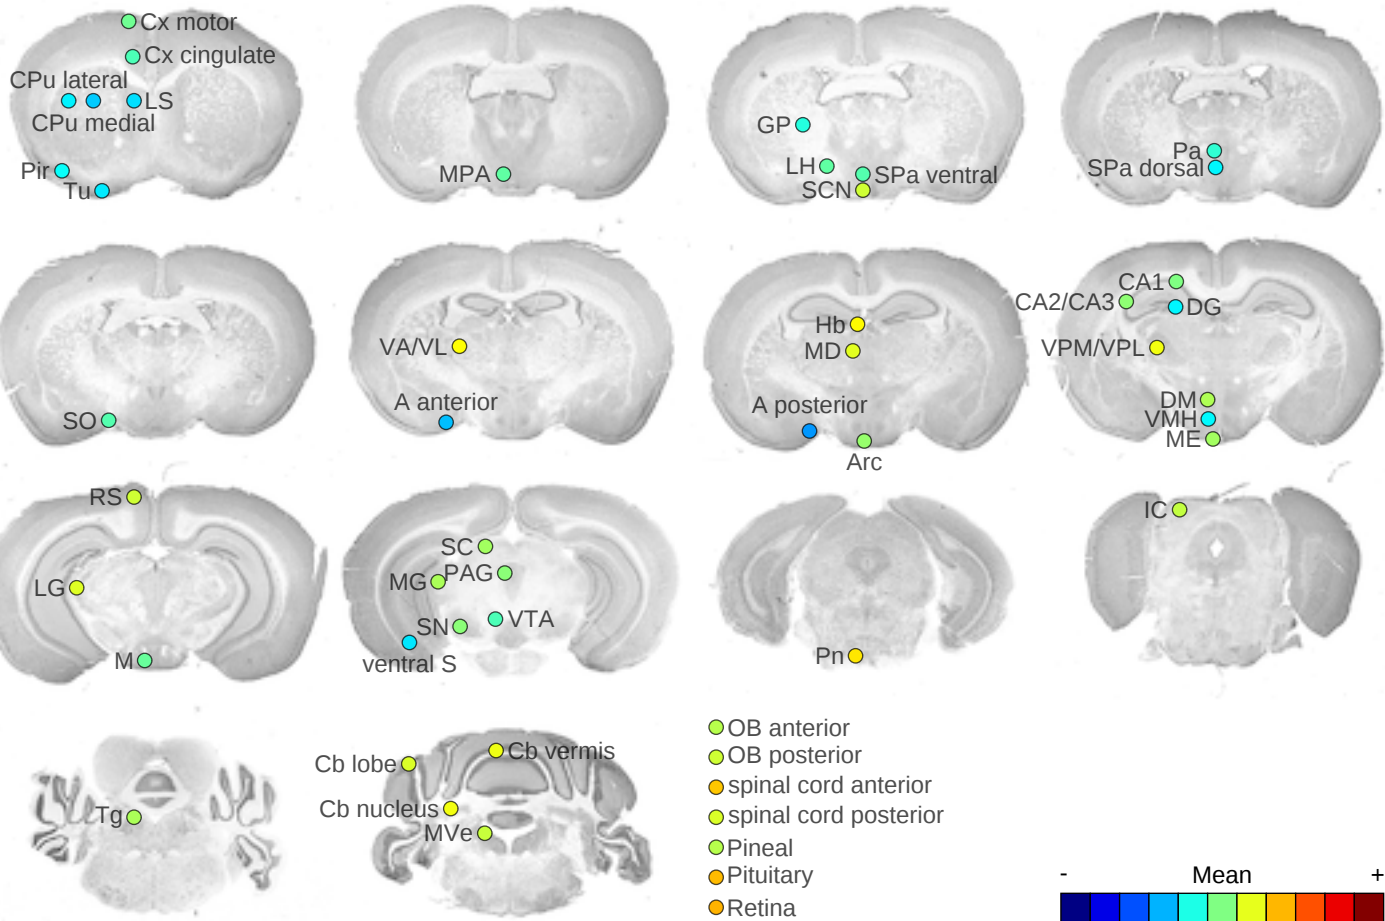 Cx motor
Cx cingulate
CPu lateral
LS
CPu medial
Pir
Tu
MPA
GP
LH
SPa ventral
SCN
Pa
SPa dorsal
SO
VA/VL
A anterior
Hb
MD
A posterior
Arc
CA1
CA2/CA3
DG
VPM/VPL
DM
VMH
ME
RS
LG
M
SC
MG
PAG
SN
VTA
ventral S
Pn
IC
Tg
Cb lobe
Cb vermis
Cb nucleus
MVe
OB anterior
OB posterior
spinal cord anterior
spinal cord posterior
Pineal
Pituitary
Retina
- Mean +